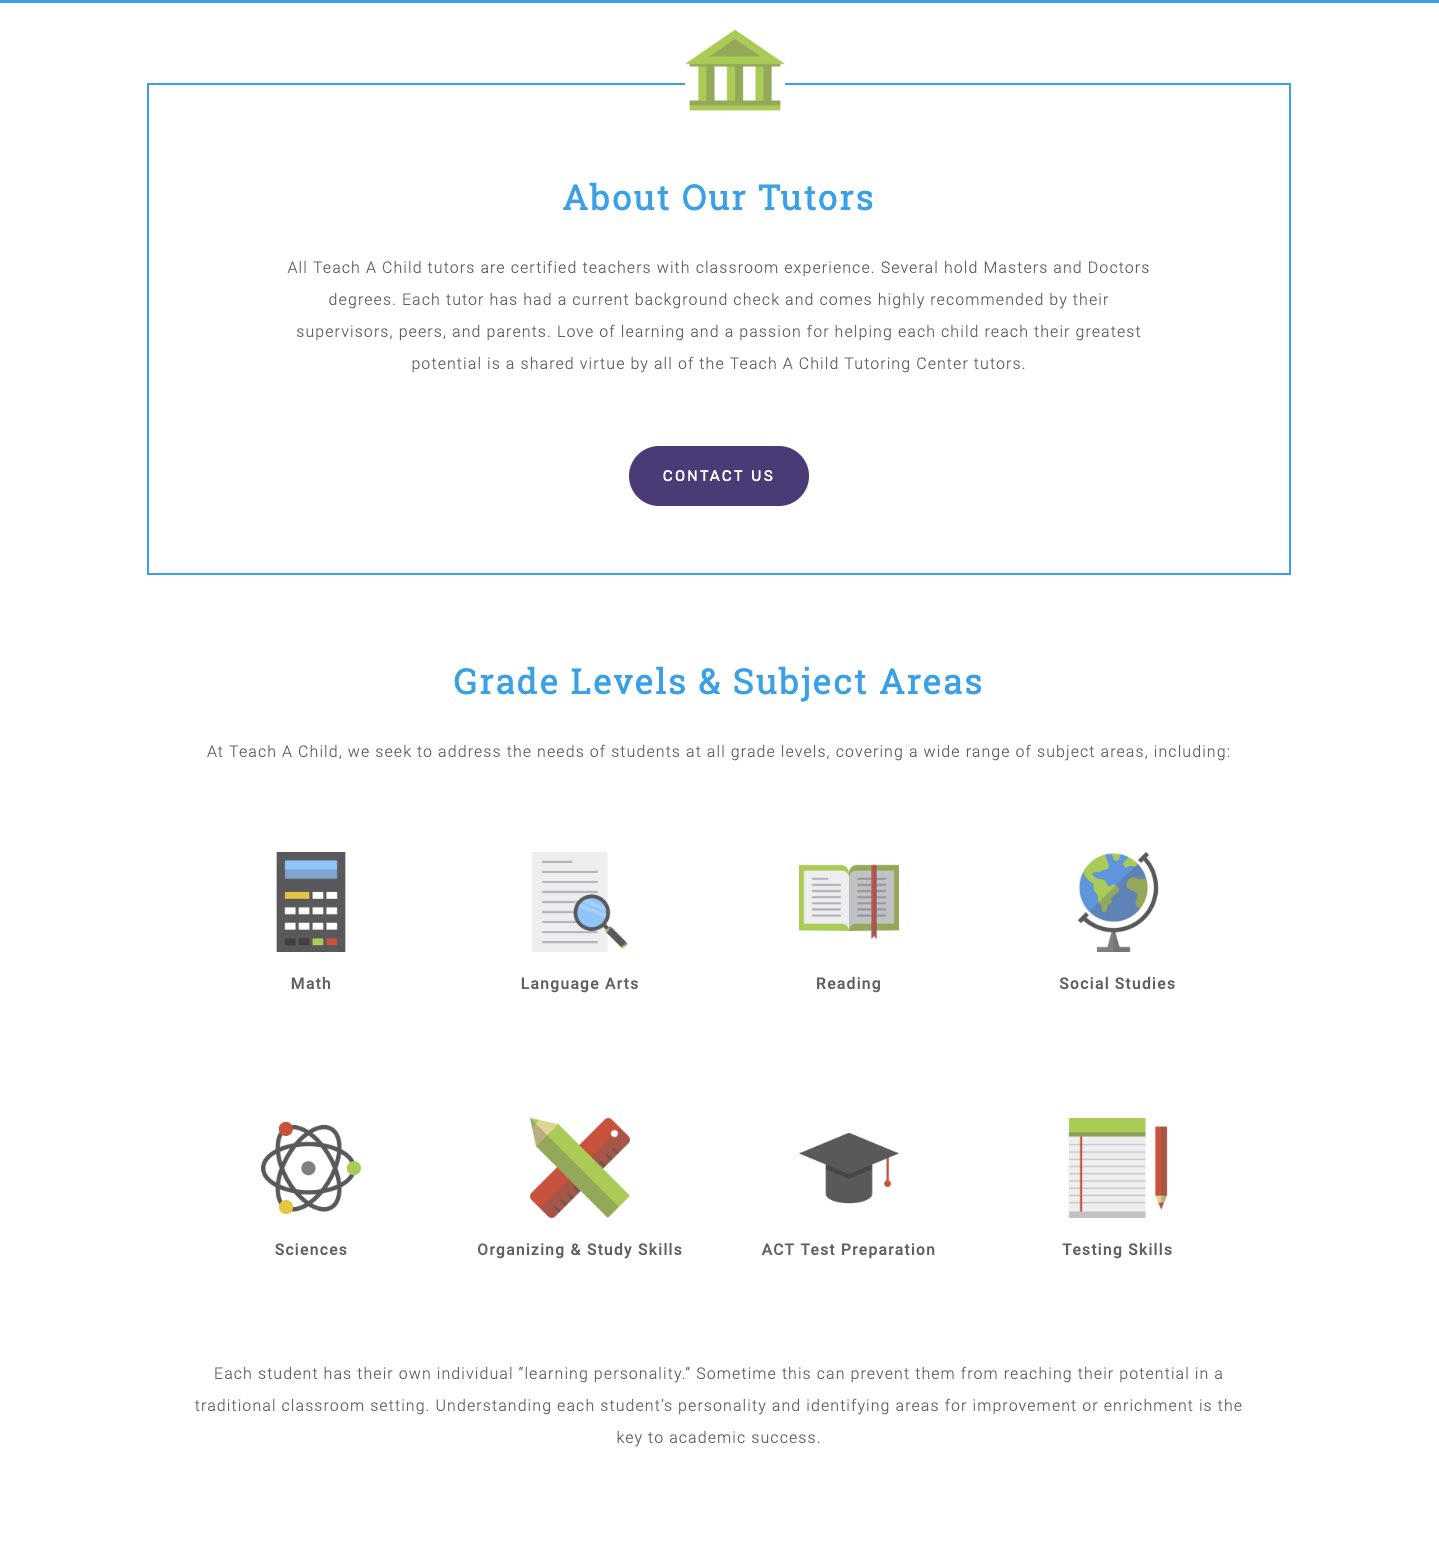 About Our Tutors
All Teach A Child tutors are certified teachers with classroom experience. Several hold Masters and Doctors
degrees. Each tutor has had a current background check and comes highly recommended by their
supervisors, peers, and parents. Love of learning and a passion for helping each child reach their greatest
potential is a shared virtue by all of the Teach A Child Tutoring Center tutors.
CONTACT US
Grade Levels & Subject Areas
At Teach A Child, we seek to address the needs of students at all grade levels, covering a wide range of subject areas, including:
Math
Language Arts
Reading
Social Studies
Sciences
Organizing & Study Skills
ACT Test Preparation
Testing Skills
Each student has their own individual “learning personality.” Sometime this can prevent them from reaching their potential in a
traditional classroom setting. Understanding each student’s personality and identifying areas for improvement or enrichment is the
key to academic success.